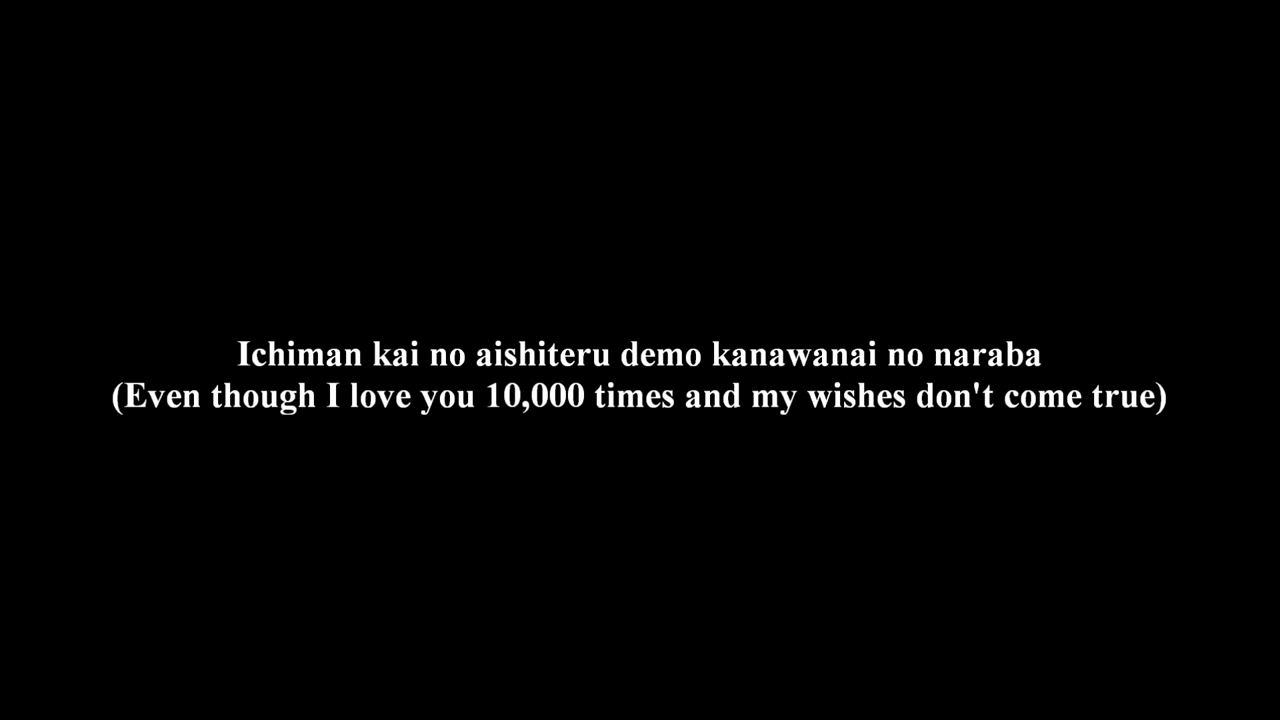 Ichiman kai no aishiteru demo kanawanai no naraba
(Even though I love you 10,000 times and my wishes don't come true)